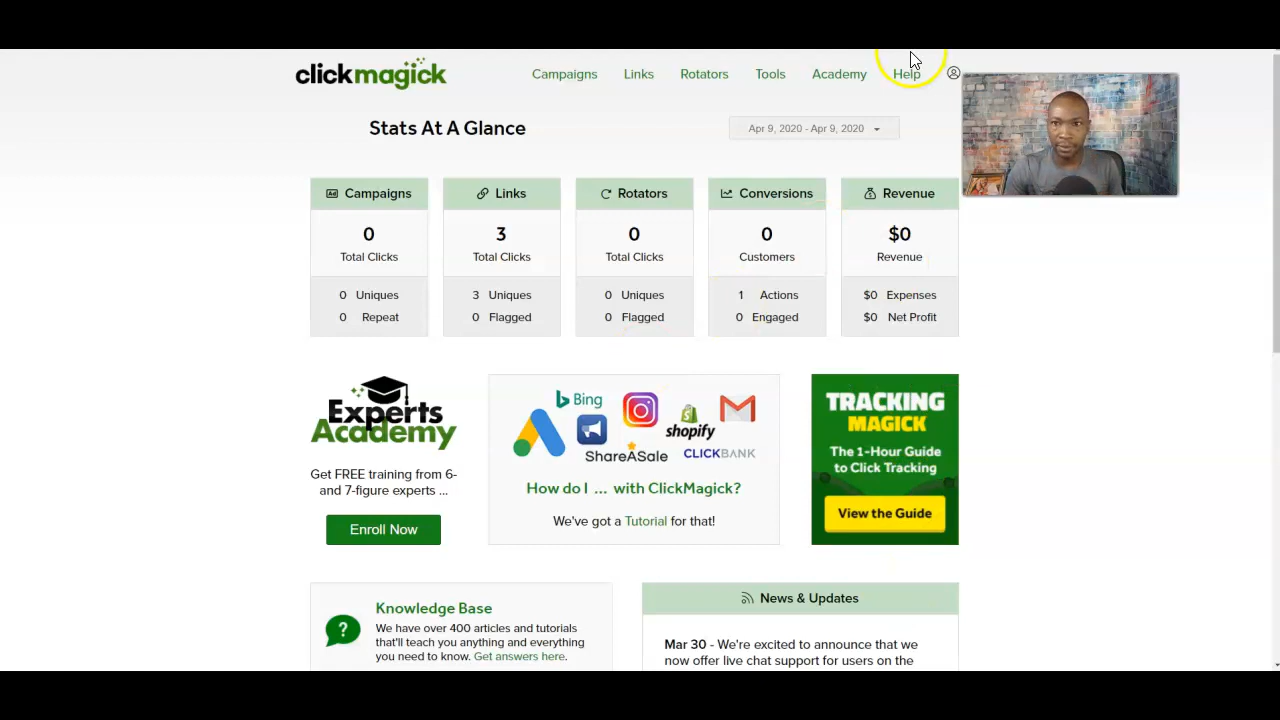 clickmagick
Campaigns Links Rotators Tools Academy Help
Stats At A Glance
Apr 9, 2020 - Apr 9, 2020
Campaigns
0
Total Clicks
0 Uniques
0 Repeat
Links
3
Total Clicks
3 Uniques
0 Flagged
Rotators
0
Total Clicks
0 Uniques
0 Flagged
Conversions
0
Customers
1 Actions
0 Engaged
Revenue
$0
Revenue
$0 Expenses
$0 Net Profit
Experts
Academy
Get FREE training from 6-
and 7-figure experts ...
Enroll Now
Bing
shopify
ShareASale
CLICKBANK
How do I ... with ClickMagick?
We've got a Tutorial for that!
TRACKING
MAGICK
The 1-Hour Guide
to Click Tracking
View the Guide
Knowledge Base
We have over 400 articles and tutorials
that'll teach you anything and everything
you need to know. Get answers here.
News & Updates
Mar 30 - We're excited to announce that we
now offer live chat support for users on the